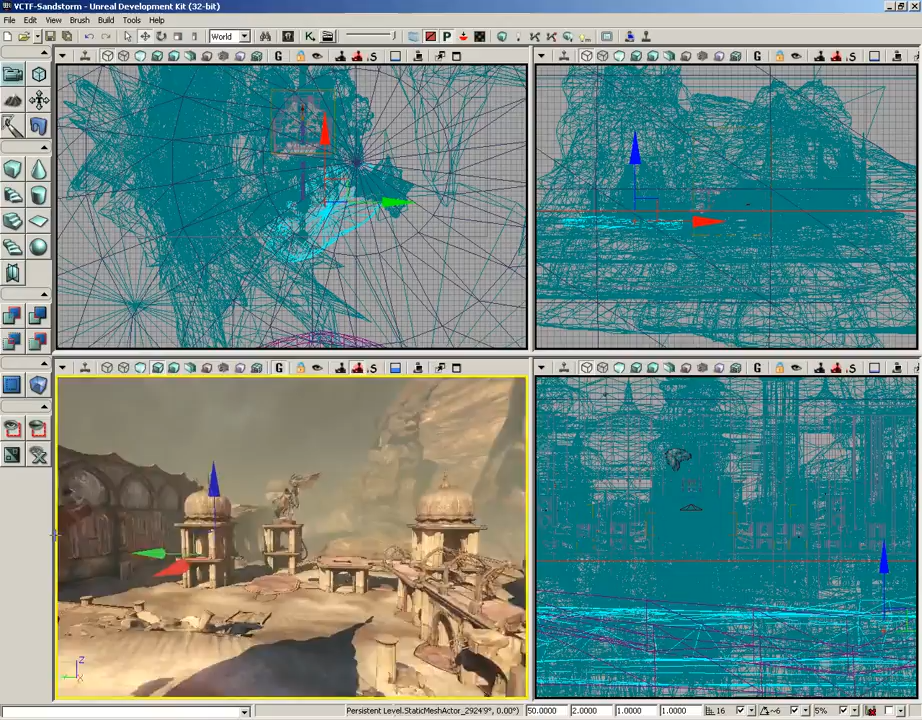 VCTF-Sandstorm - Unreal Development Kit (32-bit)
File Edit View Brush Build Tools Help
World
G S
G S
G S
G S
Z
Persistent Level.StaticMeshActor_2924 9°, 0.00°) 50.0000 2.0000 1.0000 1.0000 16 ~6 5%